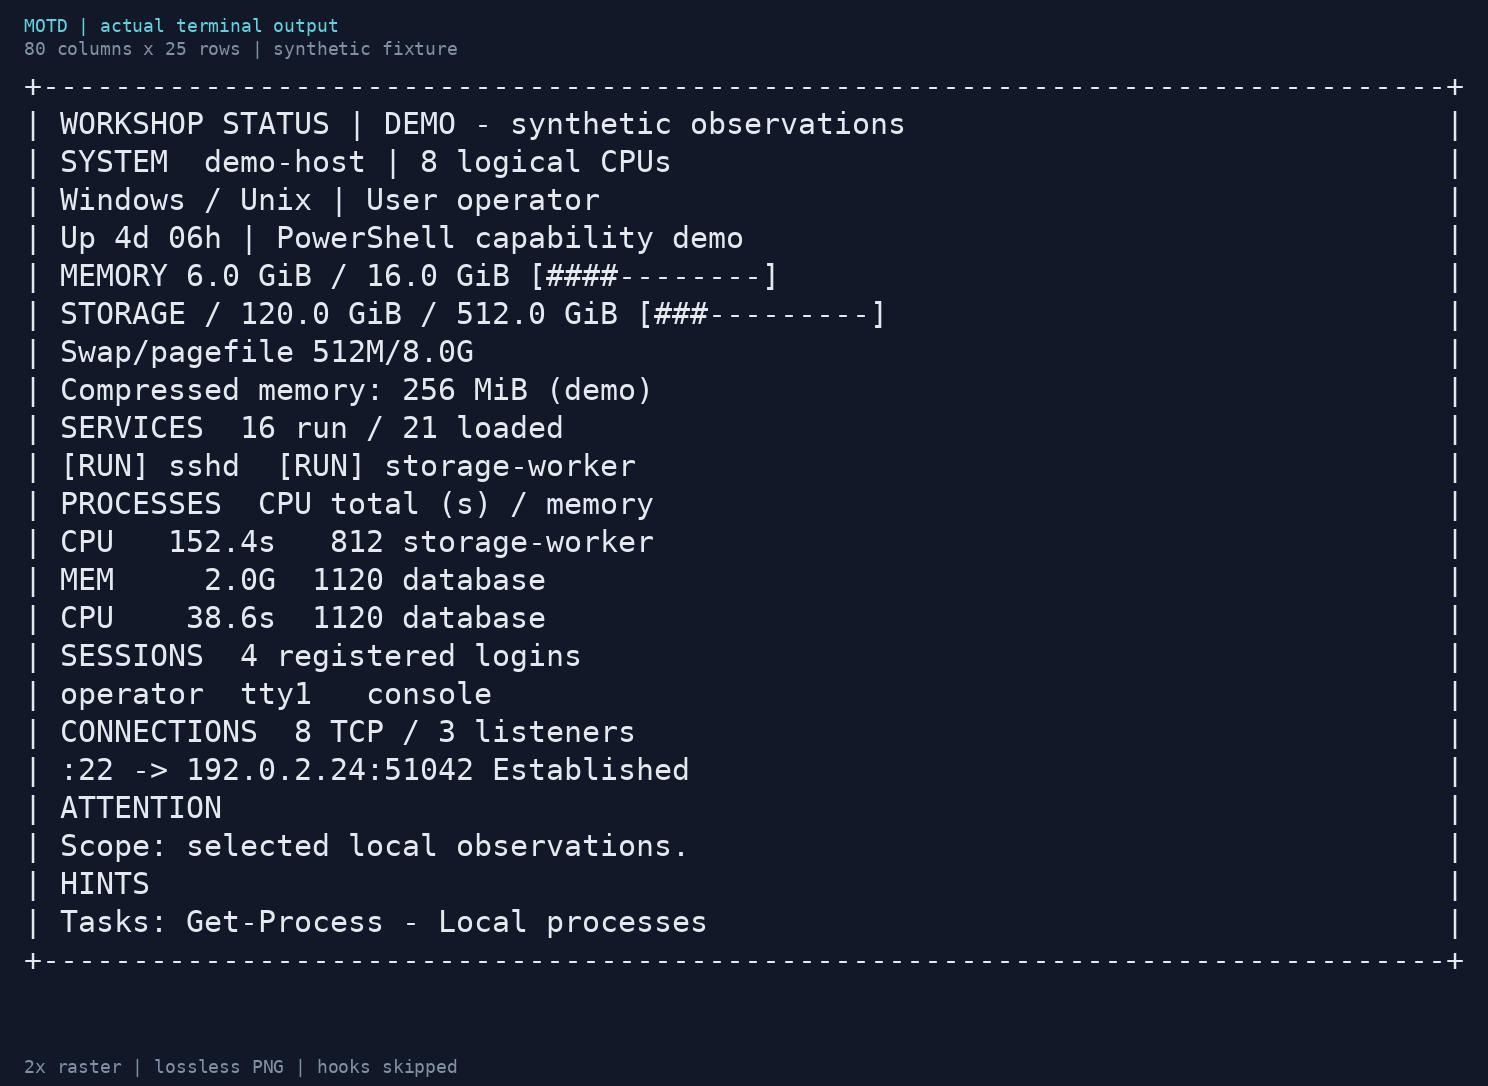 MOTD | actual terminal output
80 columns x 25 rows | synthetic fixture
+------------------------------------------------------------------------------+
| WORKSHOP STATUS | DEMO - synthetic observations                              |
| SYSTEM  demo-host | 8 logical CPUs                                           |
| Windows / Unix | User operator                                               |
| Up 4d 06h | PowerShell capability demo                                       |
| MEMORY 6.0 GiB / 16.0 GiB [####--------]                                     |
| STORAGE / 120.0 GiB / 512.0 GiB [###---------]                               |
| Swap/pagefile 512M/8.0G                                                      |
| Compressed memory: 256 MiB (demo)                                            |
| SERVICES  16 run / 21 loaded                                                 |
| [RUN] sshd  [RUN] storage-worker                                             |
| PROCESSES  CPU total (s) / memory                                            |
| CPU   152.4s   812 storage-worker                                            |
| MEM     2.0G  1120 database                                                  |
| CPU    38.6s  1120 database                                                  |
| SESSIONS  4 registered logins                                                |
| operator  tty1   console                                                     |
| CONNECTIONS  8 TCP / 3 listeners                                             |
| :22 -> 192.0.2.24:51042 Established                                          |
| ATTENTION                                                                    |
| Scope: selected local observations.                                          |
| HINTS                                                                        |
| Tasks: Get-Process - Local processes                                         |
+------------------------------------------------------------------------------+
2x raster | lossless PNG | hooks skipped